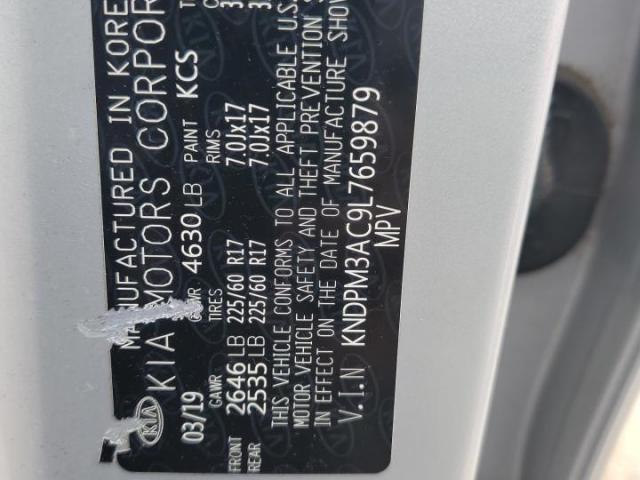 MANUFACTURED IN KORE
KIA MOTORS CORPOR
KIA
03/19 GVWR 4630 LB PAINT KCS
GAWR TIRES RIMS
FRONT 2646 LB 225/60 R17 7.0JX17
REAR 2535 LB 225/60 R17 7.0JX17
THIS VEHICLE CONFORMS TO ALL APPLICABLE U.S.
MOTOR VEHICLE SAFETY AND THEFT PREVENTION S
IN EFFECT ON THE DATE OF MANUFACTURE SHOW
V.I.N KNDPM3AC9L7659879
MPV